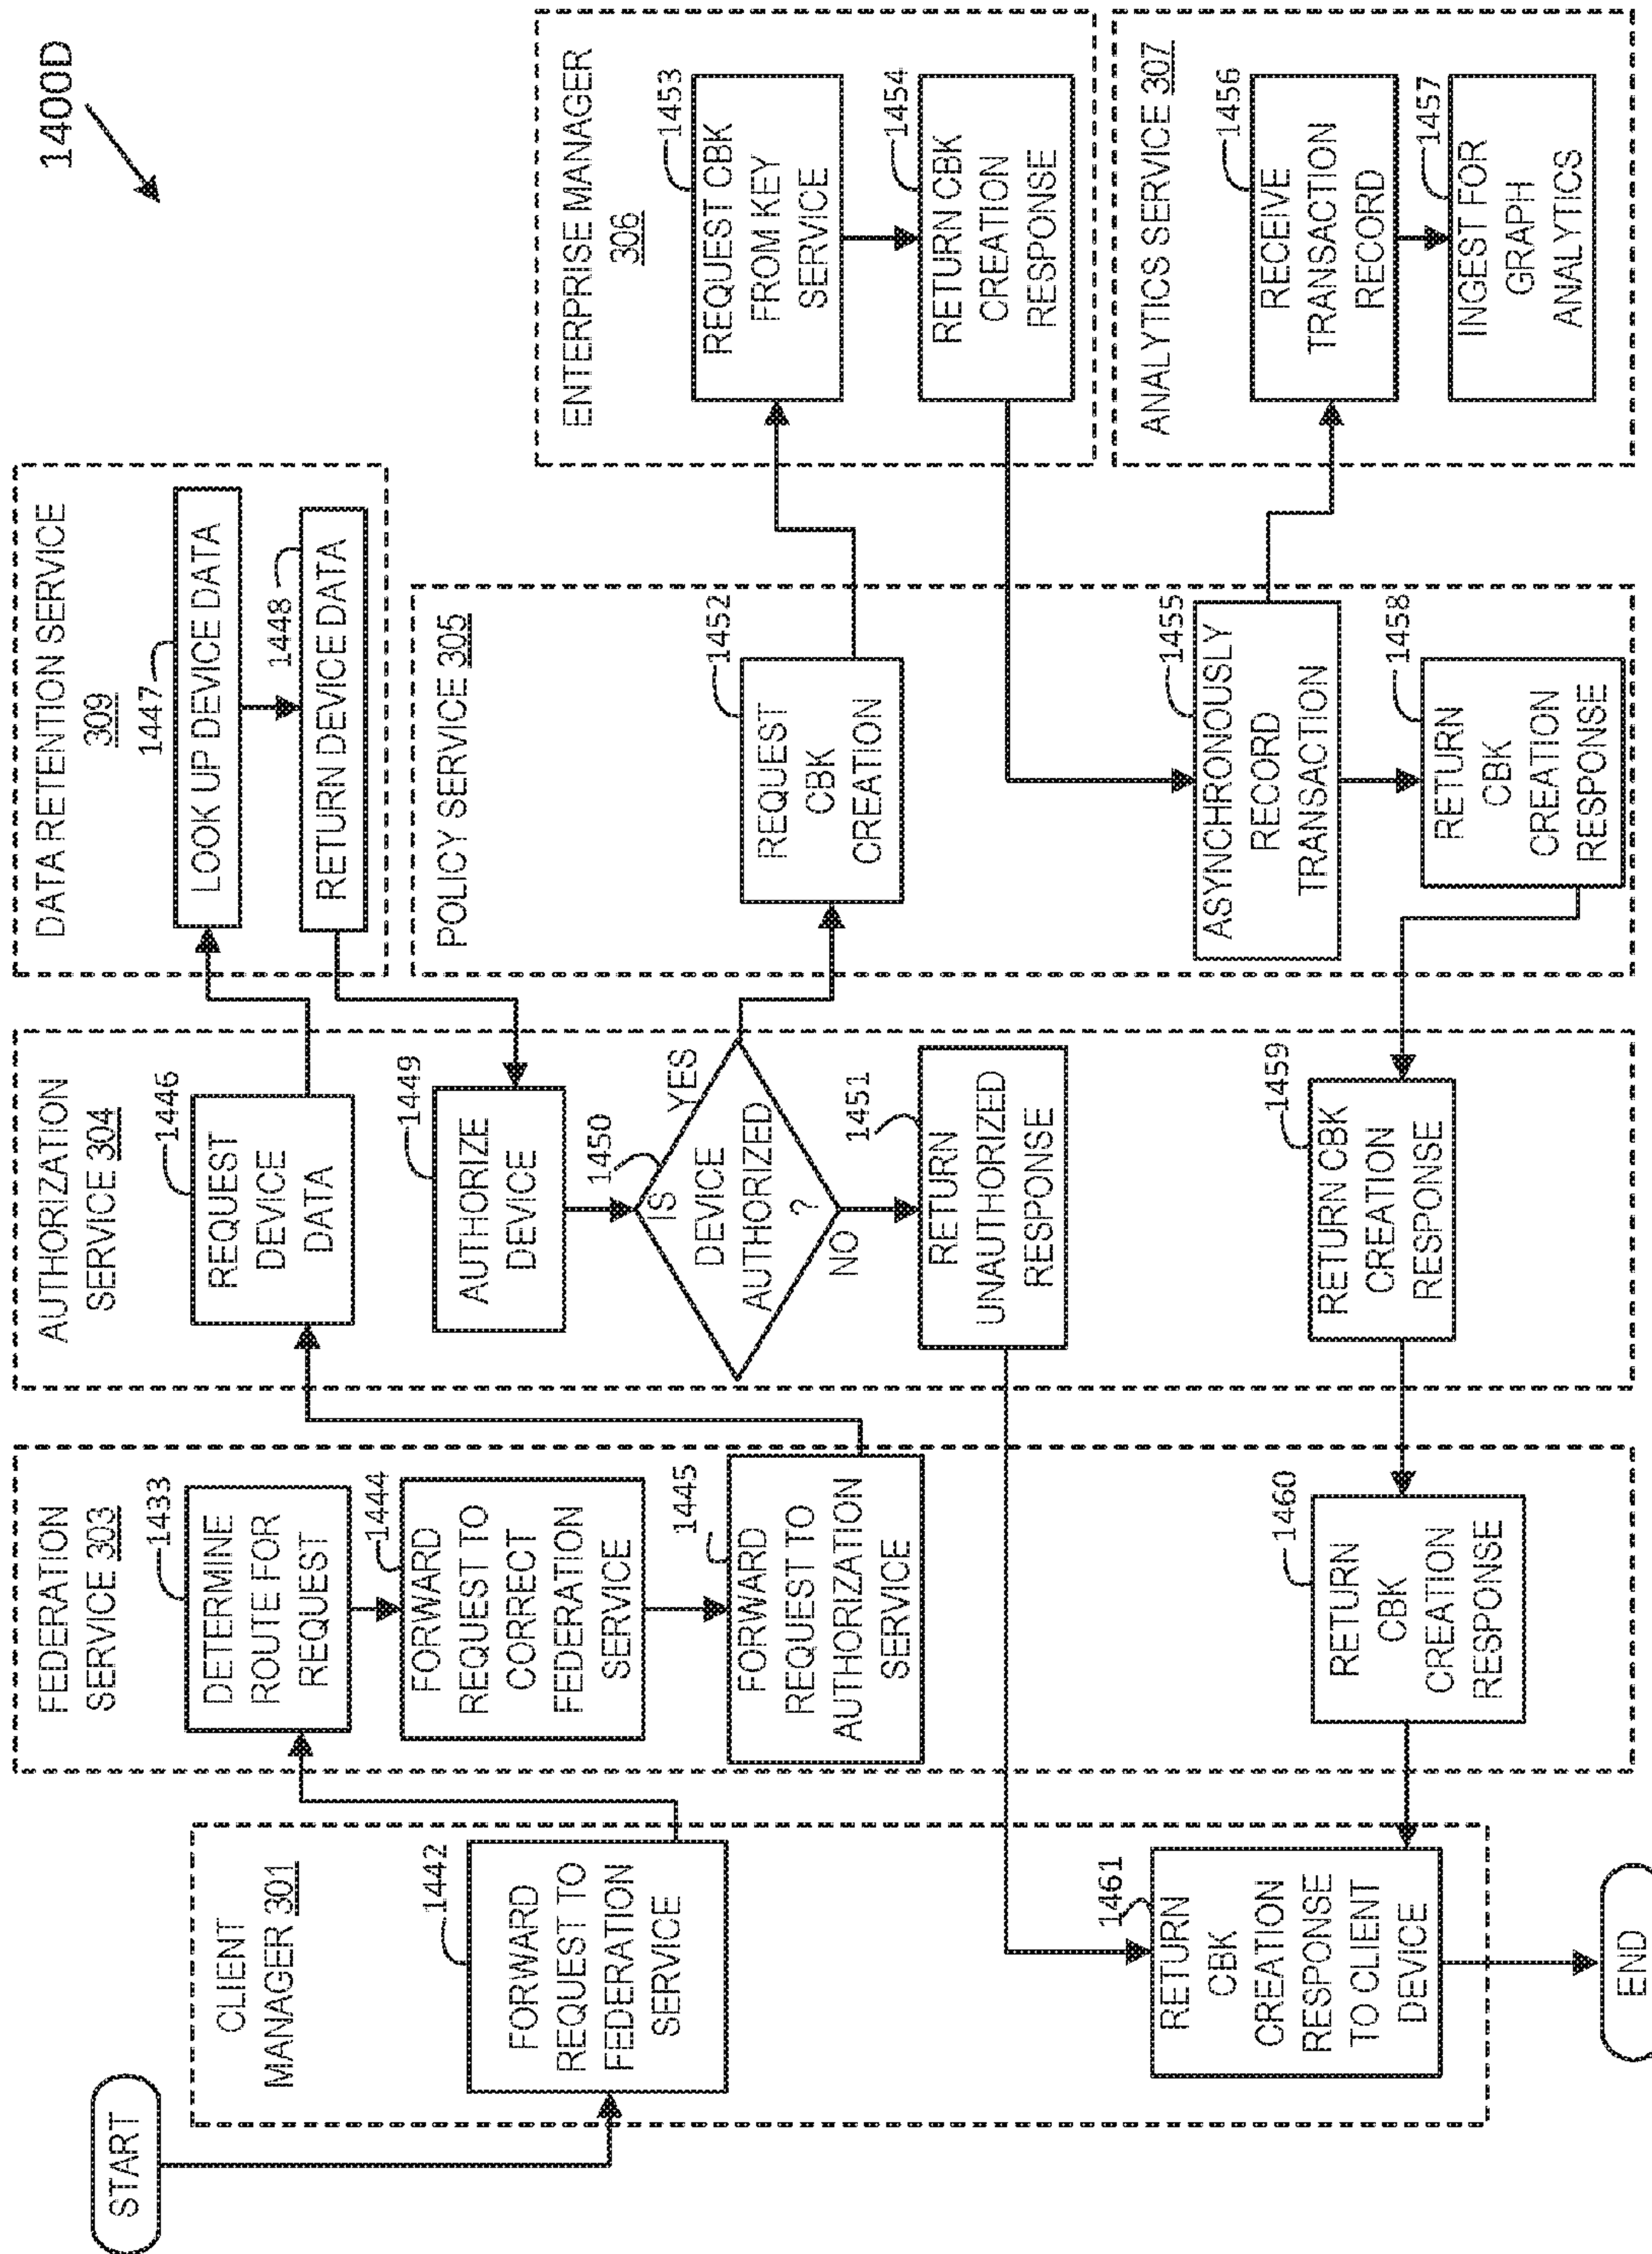 1400D
START
CLIENT
MANAGER 301
1442
FORWARD
REQUEST TO
FEDERATION
SERVICE
1461
RETURN
CBK
CREATION
RESPONSE
TO CLIENT
DEVICE
END
FEDERATION
SERVICE 303
1433
DETERMINE
ROUTE FOR
REQUEST
1444
FORWARD
REQUEST TO
CORRECT
FEDERATION
SERVICE
1445
FORWARD
REQUEST TO
AUTHORIZATION
SERVICE
1460
RETURN
CBK
CREATION
RESPONSE
AUTHORIZATION
SERVICE 304
1446
REQUEST
DEVICE
DATA
1449
AUTHORIZE
DEVICE
1450
IS
DEVICE
AUTHORIZED
?
YES
NO
1451
RETURN
UNAUTHORIZED
RESPONSE
1459
RETURN CBK
CREATION
RESPONSE
DATA RETENTION SERVICE
309
1447
LOOK UP DEVICE DATA
1448
RETURN DEVICE DATA
POLICY SERVICE 305
1452
REQUEST
CBK
CREATION
1455
ASYNCHRONOUSLY
RECORD
TRANSACTION
1458
RETURN
CBK
CREATION
RESPONSE
ENTERPRISE MANAGER
306
1453
REQUEST CBK
FROM KEY
SERVICE
1454
RETURN CBK
CREATION
RESPONSE
ANALYTICS SERVICE 307
1456
RECEIVE
TRANSACTION
RECORD
1457
INGEST FOR
GRAPH
ANALYTICS